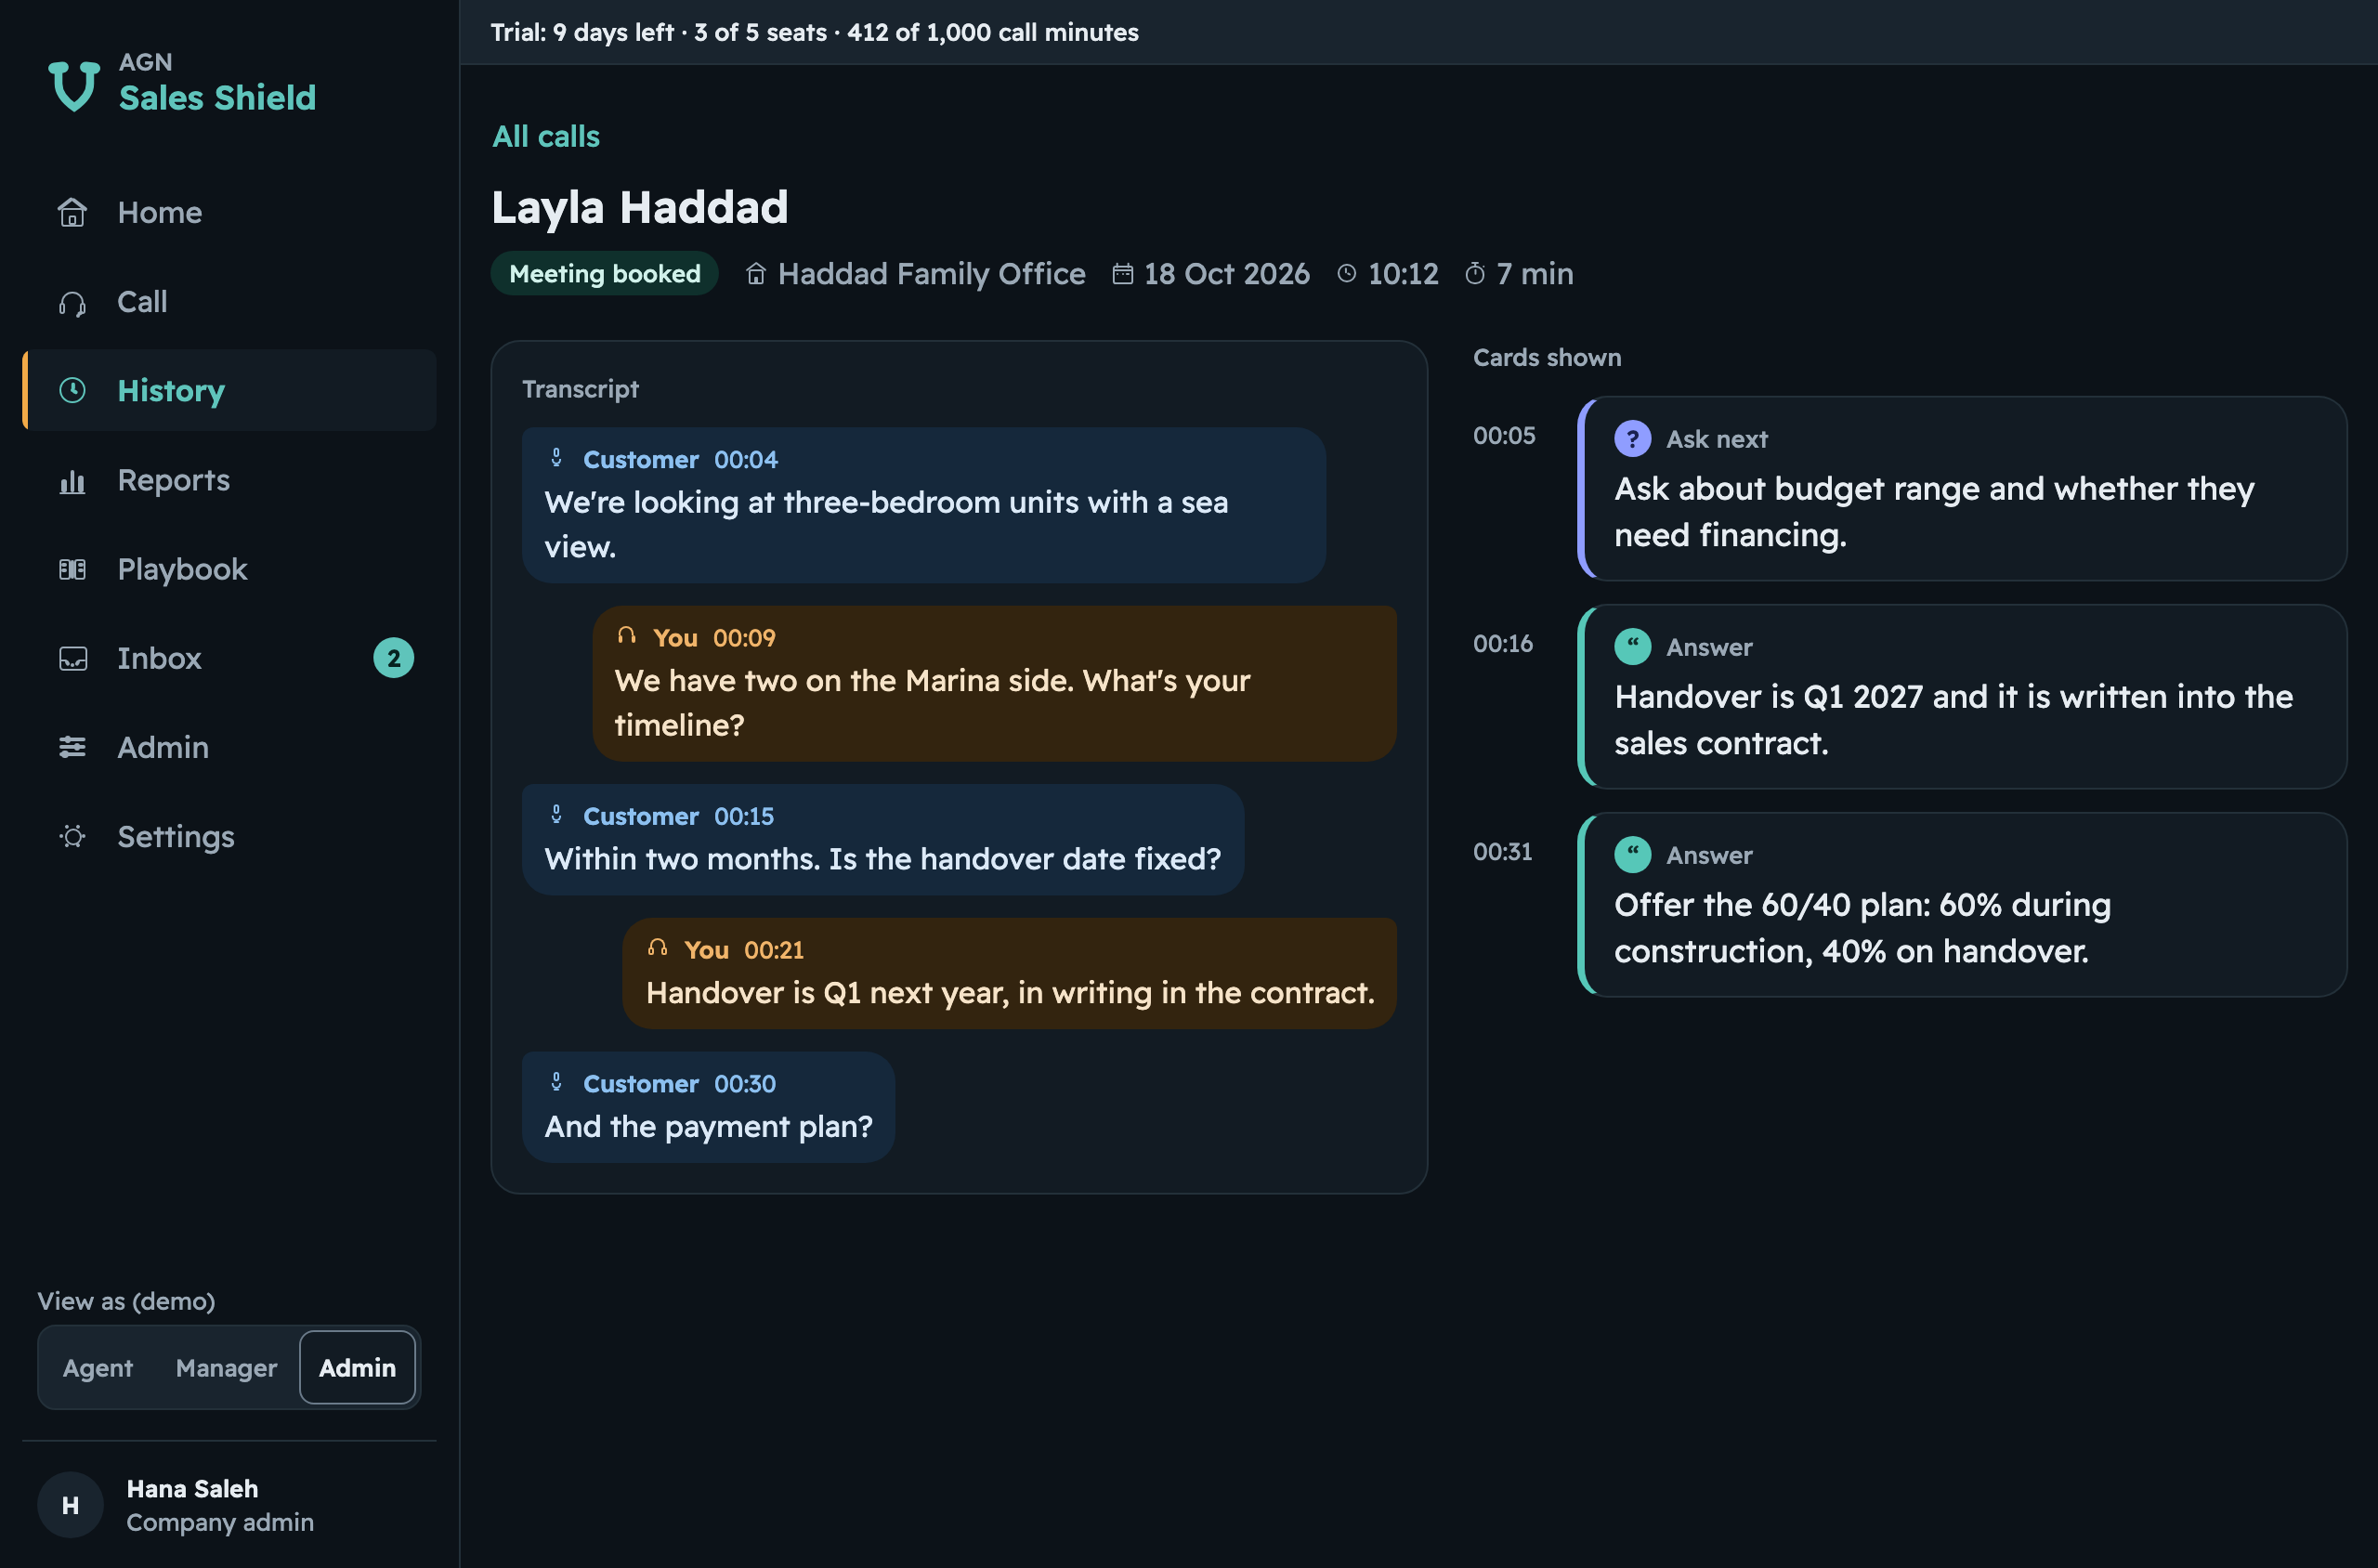 AGN
Sales Shield
Home
Call
History
Reports
Playbook
Inbox 2
Admin
Settings
View as (demo)
Agent Manager Admin
H
Hana Saleh
Company admin
Trial: 9 days left · 3 of 5 seats · 412 of 1,000 call minutes
All calls
Layla Haddad
Meeting booked Haddad Family Office 18 Oct 2026 10:12 7 min
Transcript
Customer 00:04
We're looking at three-bedroom units with a sea
view.
You 00:09
We have two on the Marina side. What's your
timeline?
Customer 00:15
Within two months. Is the handover date fixed?
You 00:21
Handover is Q1 next year, in writing in the contract.
Customer 00:30
And the payment plan?
Cards shown
00:05
? Ask next
Ask about budget range and whether they
need financing.
00:16
“ Answer
Handover is Q1 2027 and it is written into the
sales contract.
00:31
“ Answer
Offer the 60/40 plan: 60% during
construction, 40% on handover.